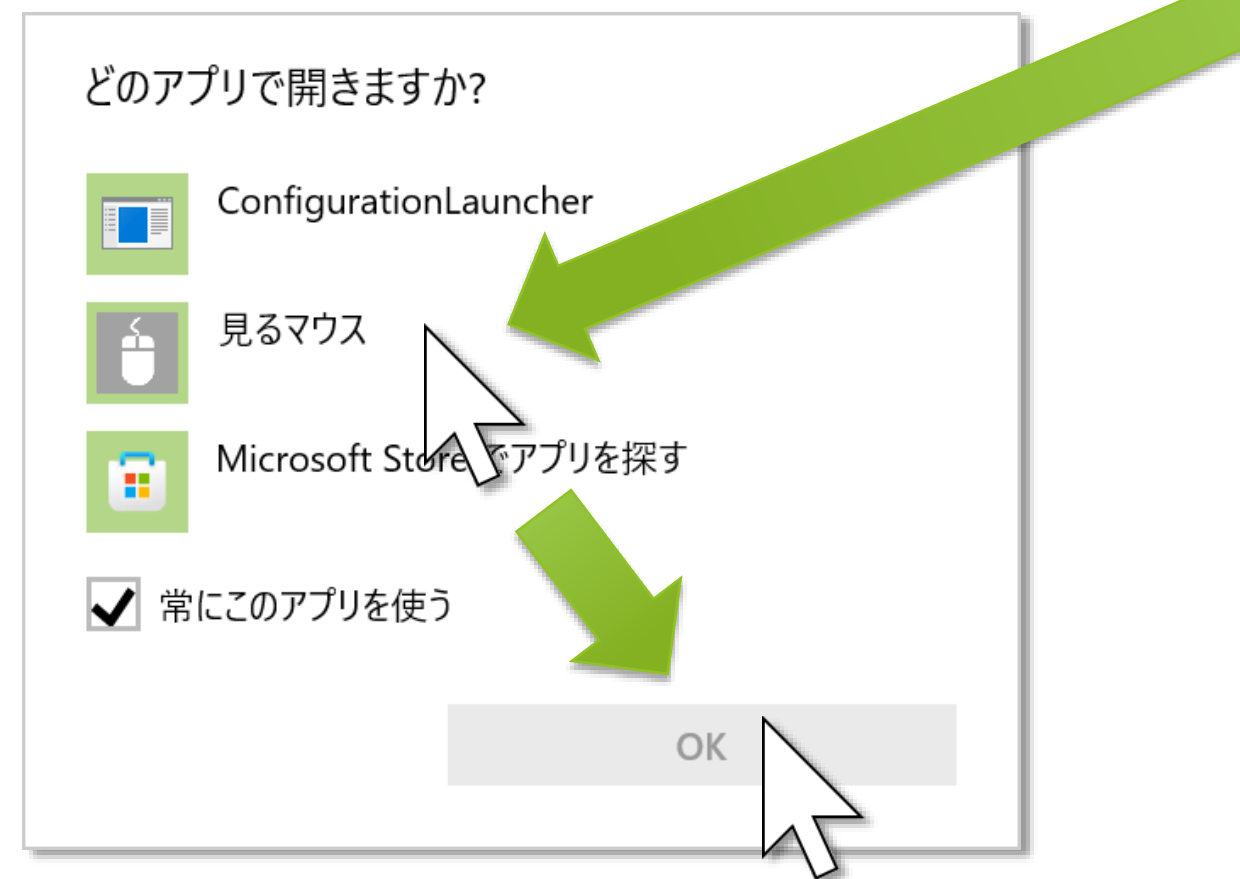 どのアプリで開きますか?
ConfigurationLauncher
見るマウス
Microsoft Store でアプリを探す
常にこのアプリを使う
OK